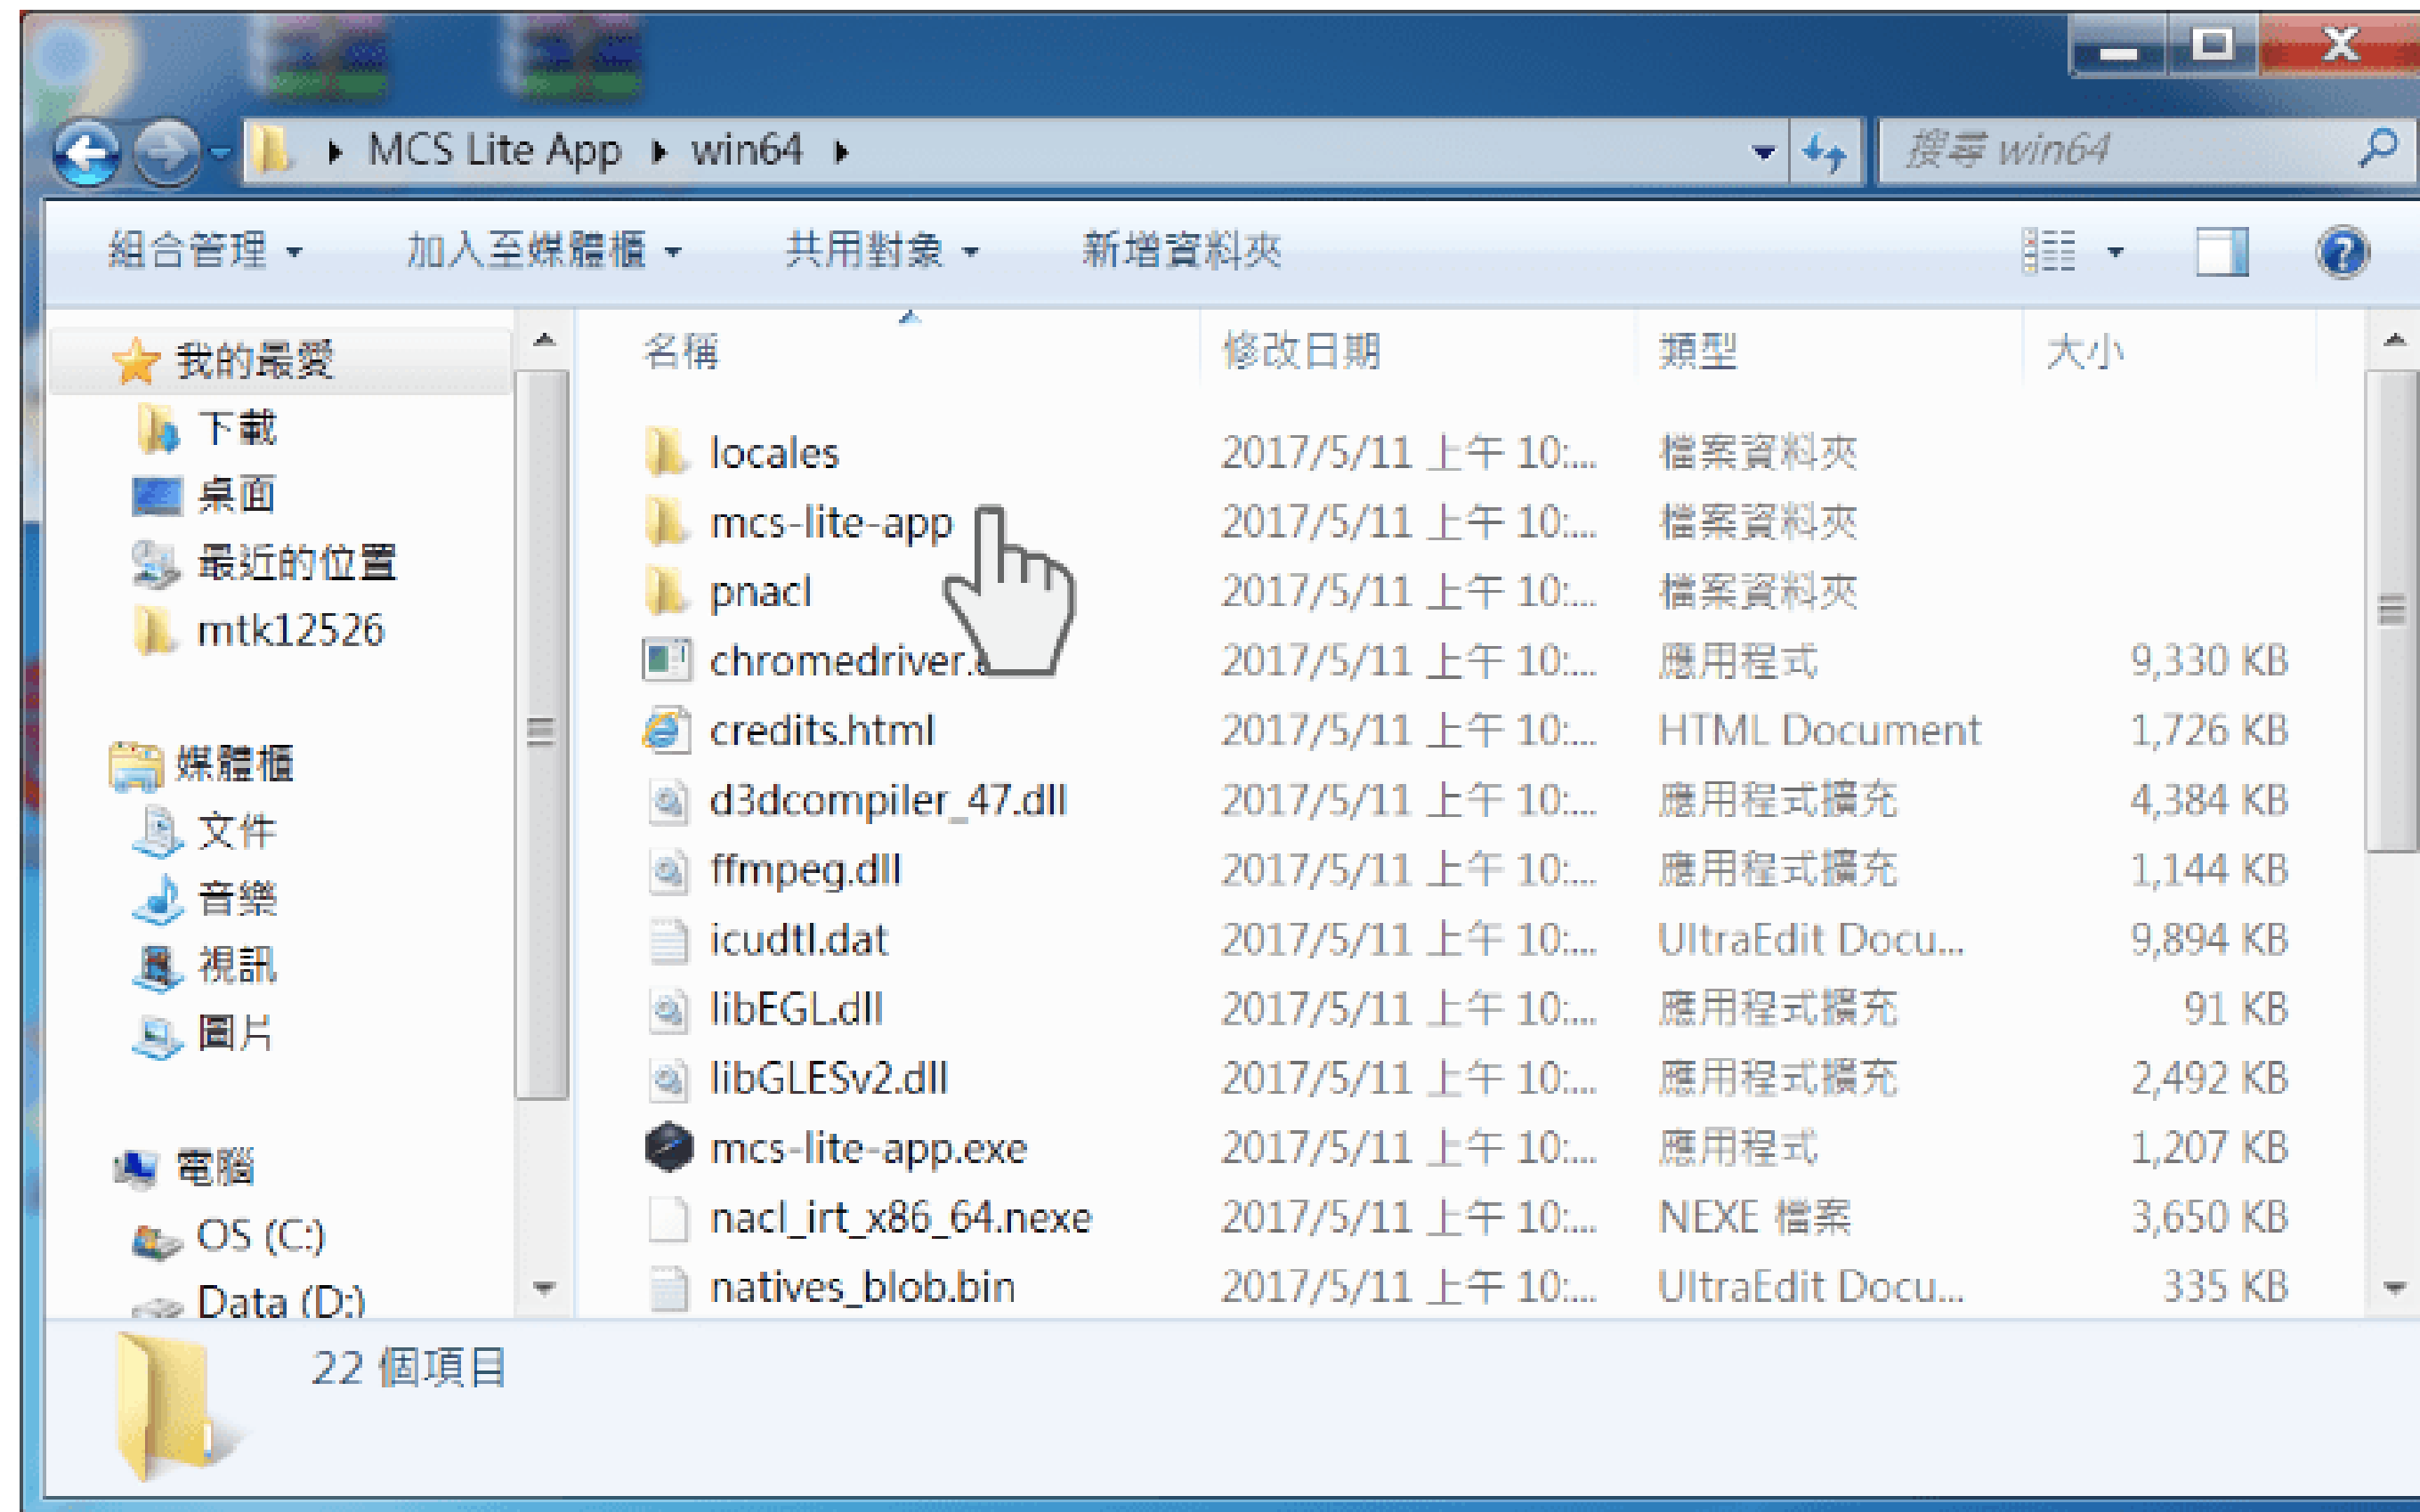 MCS Lite App win64
搜尋 win64
組合管理 加入至媒體櫃 共用對象 新增資料夾
我的最愛
下載
桌面
最近的位置
mtk12526
媒體櫃
文件
音樂
視訊
圖片
電腦
OS (C:)
Data (D:)
名稱 修改日期 類型 大小
locales 2017/5/11 上午 10:... 檔案資料夾
mcs-lite-app 2017/5/11 上午 10:... 檔案資料夾
pnacl 2017/5/11 上午 10:... 檔案資料夾
chromedriver. 2017/5/11 上午 10:... 應用程式 9,330 KB
credits.html 2017/5/11 上午 10:... HTML Document 1,726 KB
d3dcompiler_47.dll 2017/5/11 上午 10:... 應用程式擴充 4,384 KB
ffmpeg.dll 2017/5/11 上午 10:... 應用程式擴充 1,144 KB
icudtl.dat 2017/5/11 上午 10:... UltraEdit Docu... 9,894 KB
libEGL.dll 2017/5/11 上午 10:... 應用程式擴充 91 KB
libGLESv2.dll 2017/5/11 上午 10:... 應用程式擴充 2,492 KB
mcs-lite-app.exe 2017/5/11 上午 10:... 應用程式 1,207 KB
nacl_irt_x86_64.nexe 2017/5/11 上午 10:... NEXE 檔案 3,650 KB
natives_blob.bin 2017/5/11 上午 10:... UltraEdit Docu... 335 KB
22 個項目